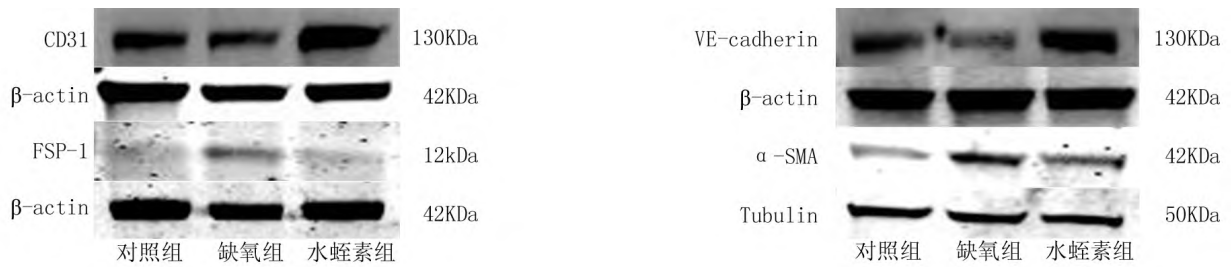 CD31 130KDa
β-actin 42KDa
FSP-1 12kDa
β-actin 42KDa
对照组 缺氧组 水蛭素组
VE-cadherin 130KDa
β-actin 42KDa
α-SMA 42KDa
Tubulin 50KDa
对照组 缺氧组 水蛭素组